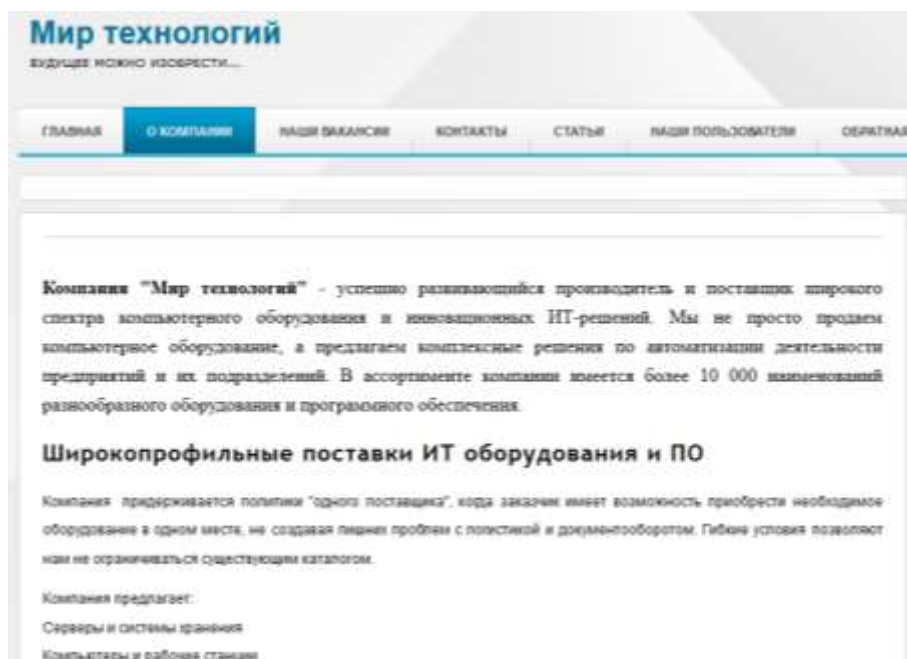 Мир технологий
БУДУЩЕЕ МОЖНО ИЗОБРЕСТИ....
ГЛАВНАЯ О КОМПАНИИ НАШИ ВАКАНСИИ КОНТАКТЫ СТАТЬИ НАШИ ПОЛЬЗОВАТЕЛИ ОБРАТНАЯ
Компания "Мир технологий" - успешно развивающийся производитель и поставщик широкого
спектра компьютерного оборудования и инновационных ИТ-решений. Мы не просто продаем
компьютерное оборудование, а предлагаем комплексные решения по автоматизации деятельности
предприятий и их подразделений. В ассортименте компании имеется более 10 000 наименований
разнообразного оборудования и программного обеспечения.
Широкопрофильные поставки ИТ оборудования и ПО
Компания придерживается политики "одного поставщика", когда заказчик имеет возможность приобрести необходимое
оборудование в одном месте, не создавая лишних проблем с логистикой и документооборотом. Гибкие условия позволяют
нам не ограничиваться существующим каталогом.
Компания предлагает:
Серверы и системы хранения
Компьютеры и рабочие станции